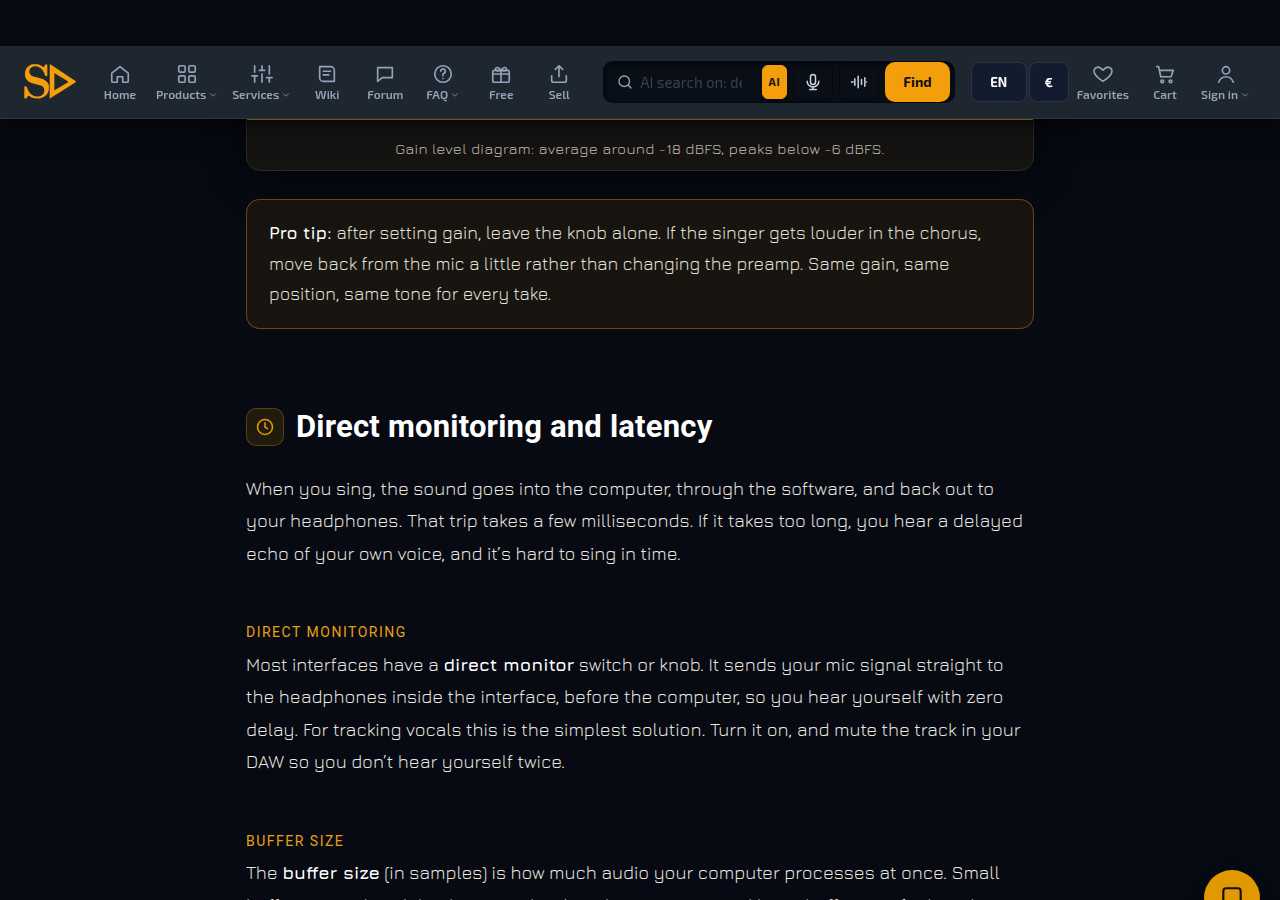 SD
Home
Products
Services
Wiki
Forum
FAQ
Free
Sell
AI search on: de
AI
Find
EN
€
Favorites
Cart
Sign in
Gain level diagram: average around -18 dBFS, peaks below -6 dBFS.
Pro tip: after setting gain, leave the knob alone. If the singer gets louder in the chorus,
move back from the mic a little rather than changing the preamp. Same gain, same
position, same tone for every take.
Direct monitoring and latency
When you sing, the sound goes into the computer, through the software, and back out to
your headphones. That trip takes a few milliseconds. If it takes too long, you hear a delayed
echo of your own voice, and it's hard to sing in time.
DIRECT MONITORING
Most interfaces have a direct monitor switch or knob. It sends your mic signal straight to
the headphones inside the interface, before the computer, so you hear yourself with zero
delay. For tracking vocals this is the simplest solution. Turn it on, and mute the track in your
DAW so you don't hear yourself twice.
BUFFER SIZE
The buffer size (in samples) is how much audio your computer processes at once. Small